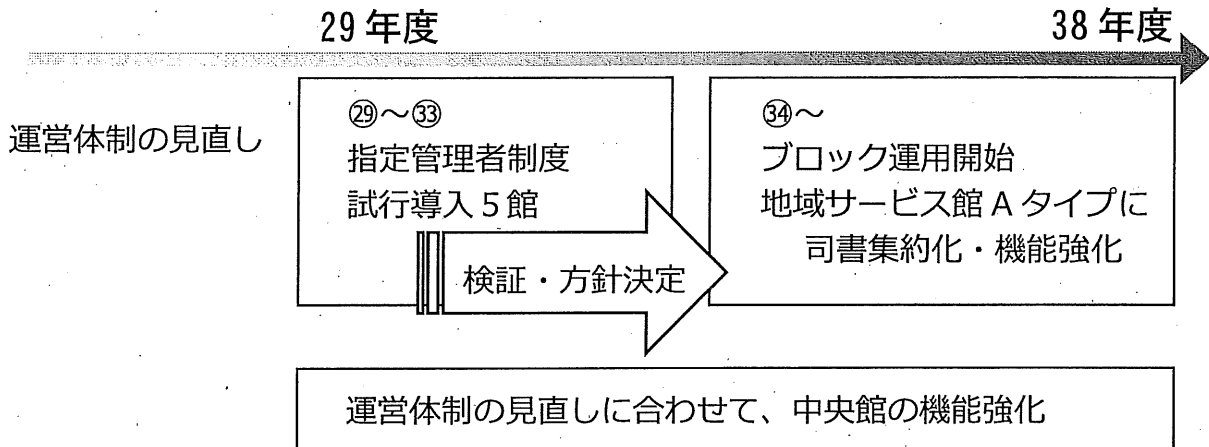 29年度
38年度
運営体制の見直し
㉙～㉝
指定管理者制度
試行導入5館
検証・方針決定
㉞～
ブロック運用開始
地域サービス館Aタイプに
司書集約化・機能強化
運営体制の見直しに合わせて、中央館の機能強化